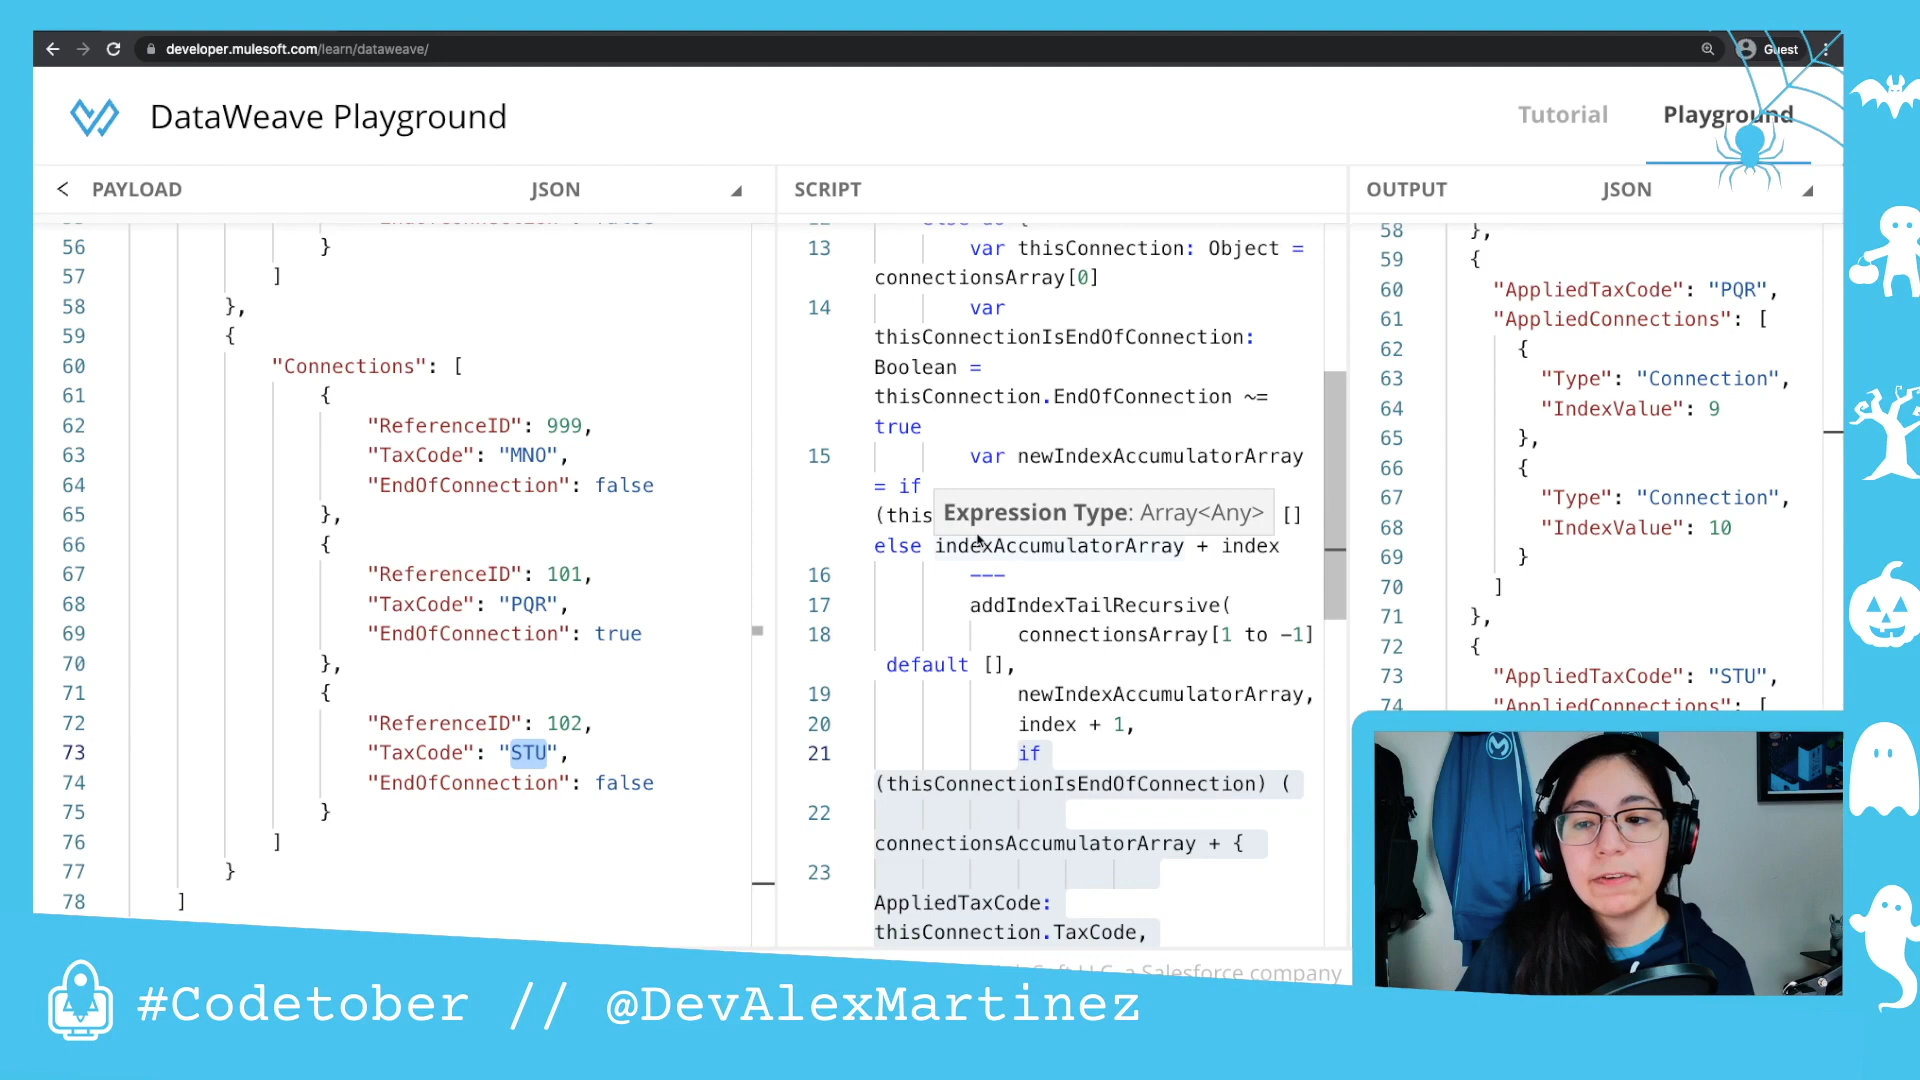 developer.mulesoft.com/learn/dataweave/
Guest
DataWeave Playground
Tutorial
Playground
PAYLOAD
JSON
56 }
57 ]
58 },
59 {
60 "Connections": [
61 {
62 "ReferenceID": 999,
63 "TaxCode": "MNO",
64 "EndOfConnection": false
65 },
66 {
67 "ReferenceID": 101,
68 "TaxCode": "PQR",
69 "EndOfConnection": true
70 },
71 {
72 "ReferenceID": 102,
73 "TaxCode": "STU",
74 "EndOfConnection": false
75 }
76 ]
77 }
78 ]
SCRIPT
13 var thisConnection: Object =
connectionsArray[0]
14 var
thisConnectionIsEndOfConnection:
Boolean =
thisConnection.EndOfConnection ~=
true
15 var newIndexAccumulatorArray
= if
(this []
Expression Type: Array<Any>
else indexAccumulatorArray + index
16 ---
17 addIndexTailRecursive(
18 connectionsArray[1 to -1]
default [],
19 newIndexAccumulatorArray,
20 index + 1,
21 if
(thisConnectionIsEndOfConnection) (
22
connectionsAccumulatorArray + {
23
AppliedTaxCode:
thisConnection.TaxCode,
OUTPUT
JSON
58 },
59 {
60 "AppliedTaxCode": "PQR",
61 "AppliedConnections": [
62 {
63 "Type": "Connection",
64 "IndexValue": 9
65 },
66 {
67 "Type": "Connection",
68 "IndexValue": 10
69 }
70 ]
71 },
72 {
73 "AppliedTaxCode": "STU",
74 "AppliedConnections": [
a Salesforce company
#Codetober // @DevAlexMartinez